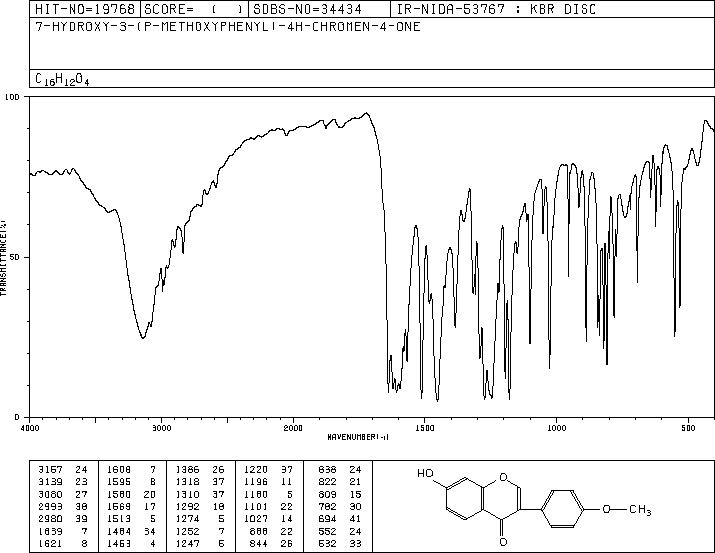 HIT-NO=19768 SCORE= ( ) SDBS-NO=34434 IR-NIDA-53767 : KBR DISC
7-HYDROXY-3-(P-METHOXYPHENYL)-4H-CHROMEN-4-ONE
C16H12O4
100
50
0
TRANSMITTANCE(%)
4000 3000 2000 1500 1000 500
WAVENUMBER(-1)
3167 24 1608 7 1386 26 1220 37 838 24
3139 23 1595 8 1318 37 1196 11 822 21
3080 27 1580 20 1310 37 1180 5 809 15
2993 38 1569 17 1292 18 1101 22 782 30
2980 39 1513 5 1274 5 1027 14 694 41
1639 7 1484 34 1252 7 888 22 552 24
1621 8 1453 4 1247 6 844 26 532 33
HO
O
O
O
CH3